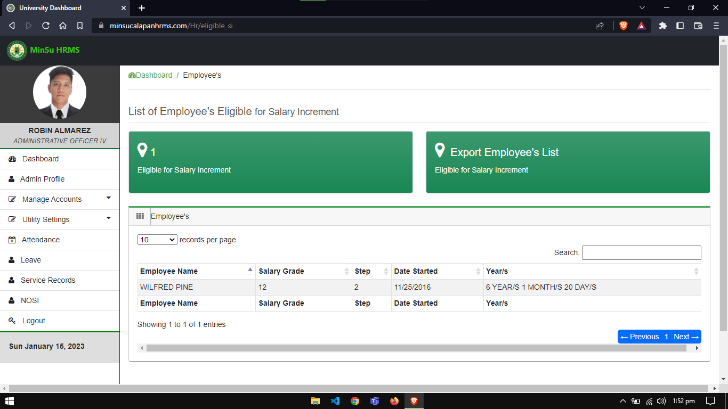 University Dashboard
minsucalapanhrms.com/Hr/eligible-si
MinSu HRMS
ROBIN ALMAREZ
ADMINISTRATIVE OFFICER IV
Dashboard
Admin Profile
Manage Accounts
Utility Settings
Attendance
Leave
Service Records
NOSI
Logout
Sun January 16, 2023
Dashboard / Employee's
List of Employee's Eligible for Salary Increment
1
Eligible for Salary Increment
Export Employee's List
Eligible for Salary Increment
Employee's
10 records per page
Search:
Employee Name Salary Grade Step Date Started Year/s
WILFRED PINE 12 2 11/25/2016 6 YEAR/S 1 MONTH/S 20 DAY/S
Employee Name Salary Grade Step Date Started Year/s
Showing 1 to 1 of 1 entries
← Previous 1 Next →
1:52 pm